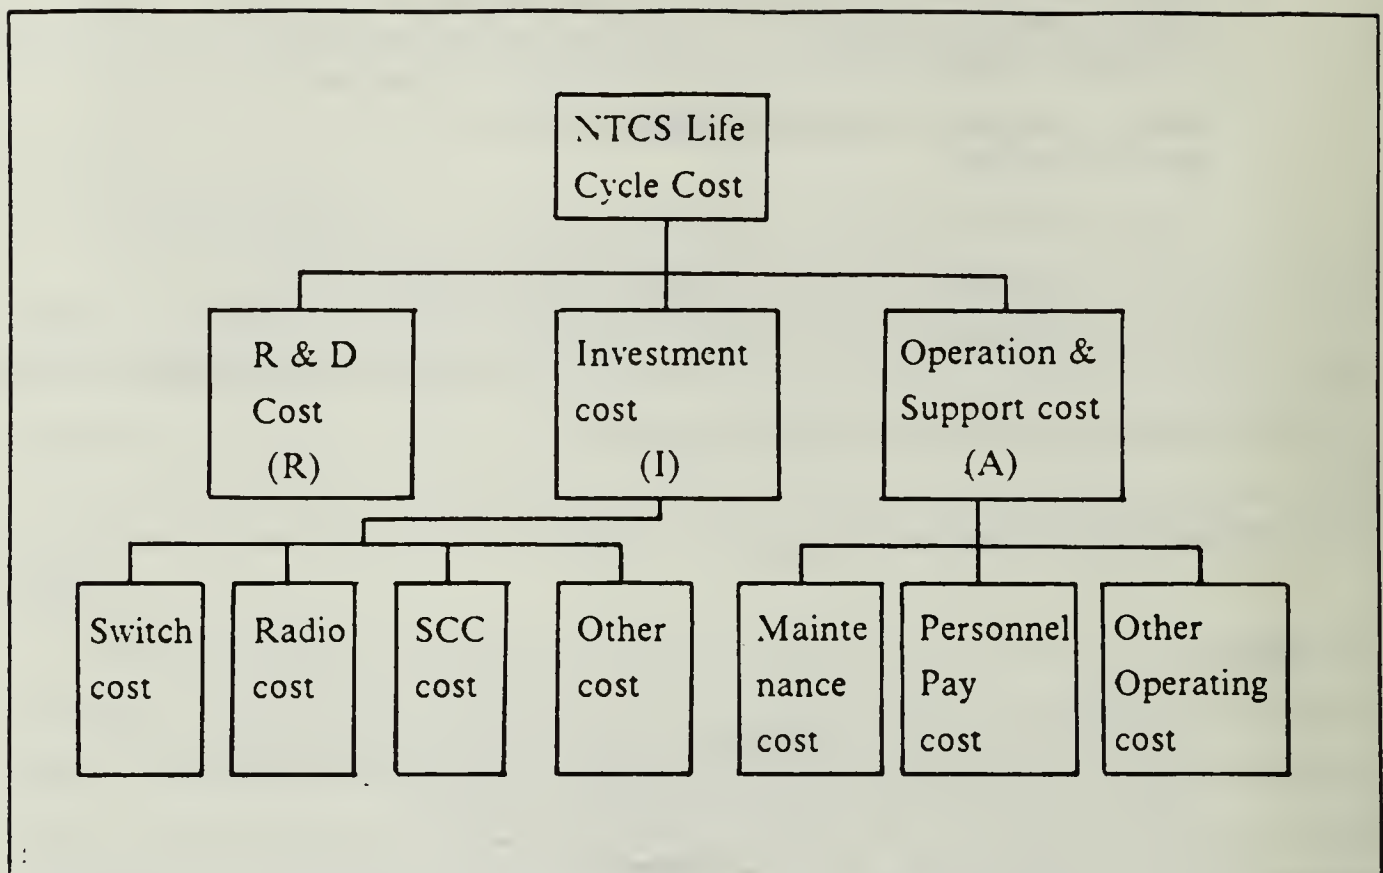 NTCS Life
Cycle Cost
R & D
Cost
(R)
Investment
cost
(I)
Operation &
Support cost
(A)
Switch
cost
Radio
cost
SCC
cost
Other
cost
Mainte
nance
cost
Personnel
Pay
cost
Other
Operating
cost